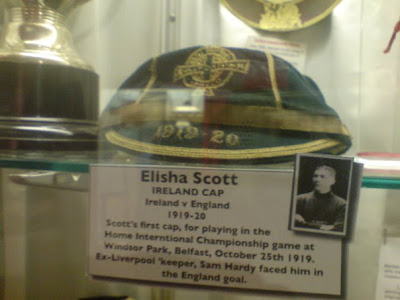 1919-20
Elisha Scott
IRELAND CAP
Ireland v England
1919-20
Scott's first cap, for playing in the
Home Interntional Championship game at
Windsor Park, Belfast, October 25th 1919.
Ex-Liverpool 'keeper, Sam Hardy faced him in
the England goal.